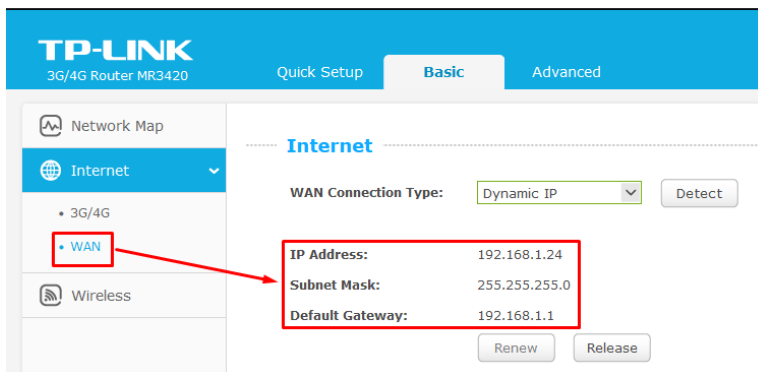 TP-LINK
3G/4G Router MR3420
Quick Setup
Basic
Advanced
Network Map
Internet
3G/4G
WAN
Wireless
Internet
WAN Connection Type: Dynamic IP Detect
IP Address: 192.168.1.24
Subnet Mask: 255.255.255.0
Default Gateway: 192.168.1.1
Renew Release